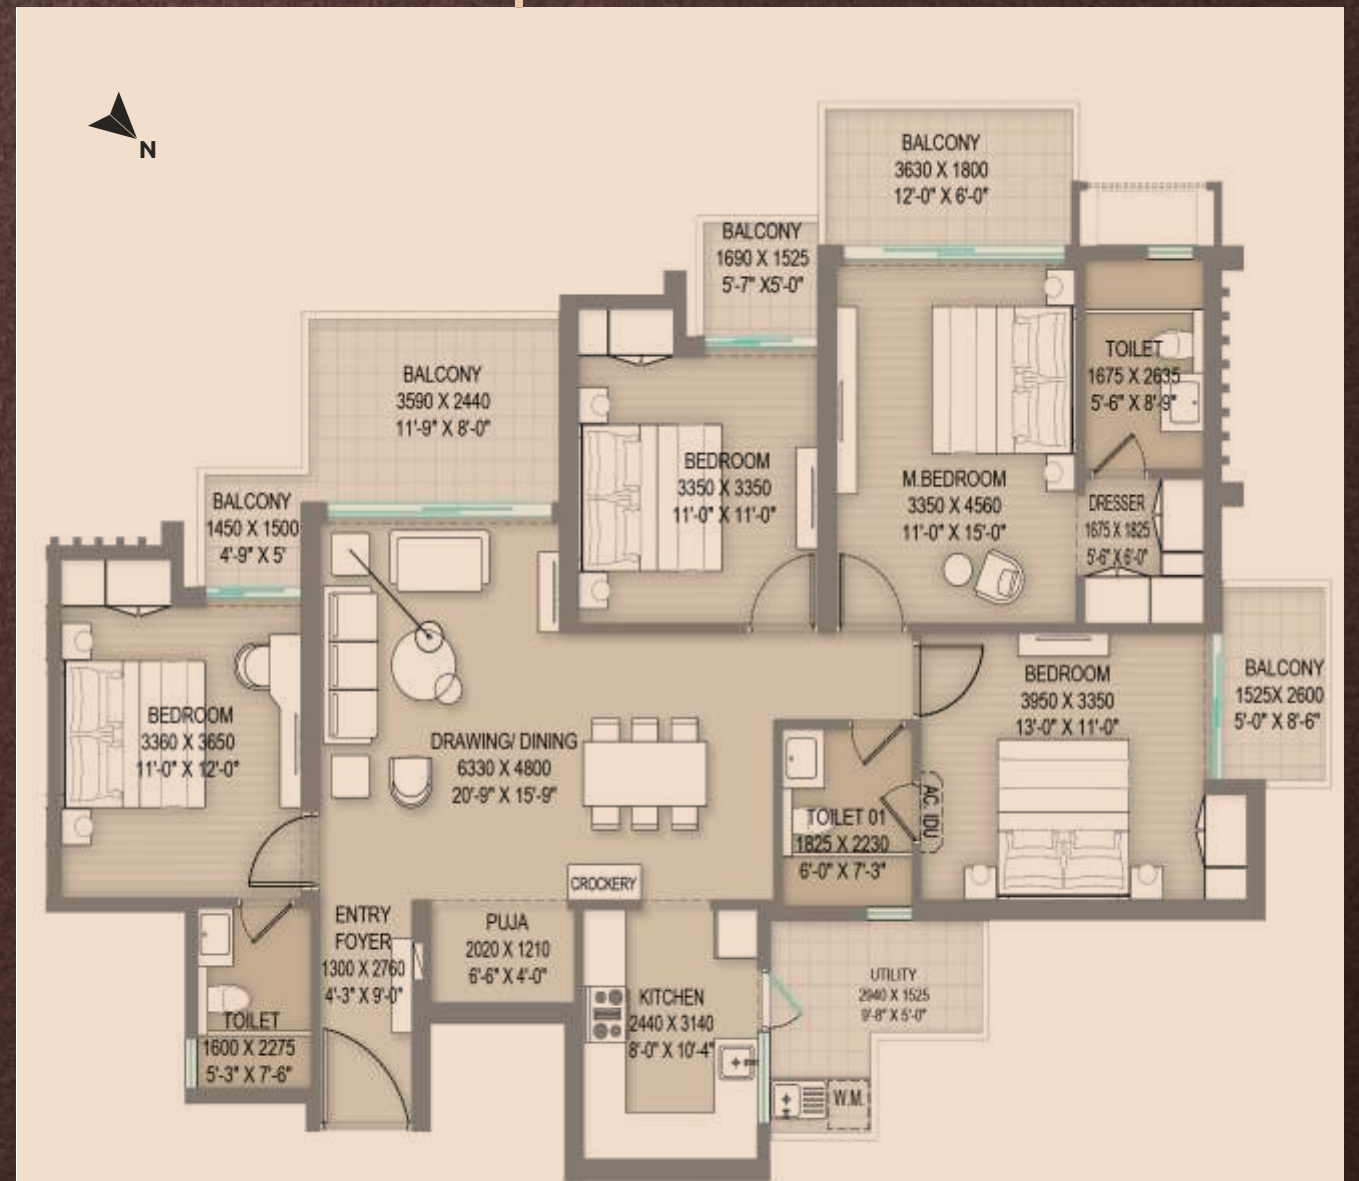 N
BALCONY
3630 X 1800
12'-0" X 6'-0"
BALCONY
1690 X 1525
5'-7" X5'-0"
BALCONY
3590 X 2440
11'-9" X 8'-0"
TOILET
1675 X 2635
5'-6" X 8'-9"
BEDROOM
3350 X 3350
11'-0" X 11'-0"
M.BEDROOM
3350 X 4560
11'-0" X 15'-0"
DRESSER
1675 X 1825
5'-6" X 6'-0"
BALCONY
1450 X 1500
4'-9" X 5'
BEDROOM
3950 X 3350
13'-0" X 11'-0"
BALCONY
1525X 2600
5'-0" X 8'-6"
BEDROOM
3360 X 3650
11'-0" X 12'-0"
DRAWING/ DINING
6330 X 4800
20'-9" X 15'-9"
AC. IDU
TOILET 01
1825 X 2230
6'-0" X 7'-3"
CROCKERY
ENTRY
FOYER
1300 X 2760
4'-3" X 9'-0"
PUJA
2020 X 1210
6'-6" X 4'-0"
UTILITY
2940 X 1525
9'-8" X 5'-0"
KITCHEN
2440 X 3140
8'-0" X 10'-4"
TOILET
1600 X 2275
5'-3" X 7'-6"
W.M.